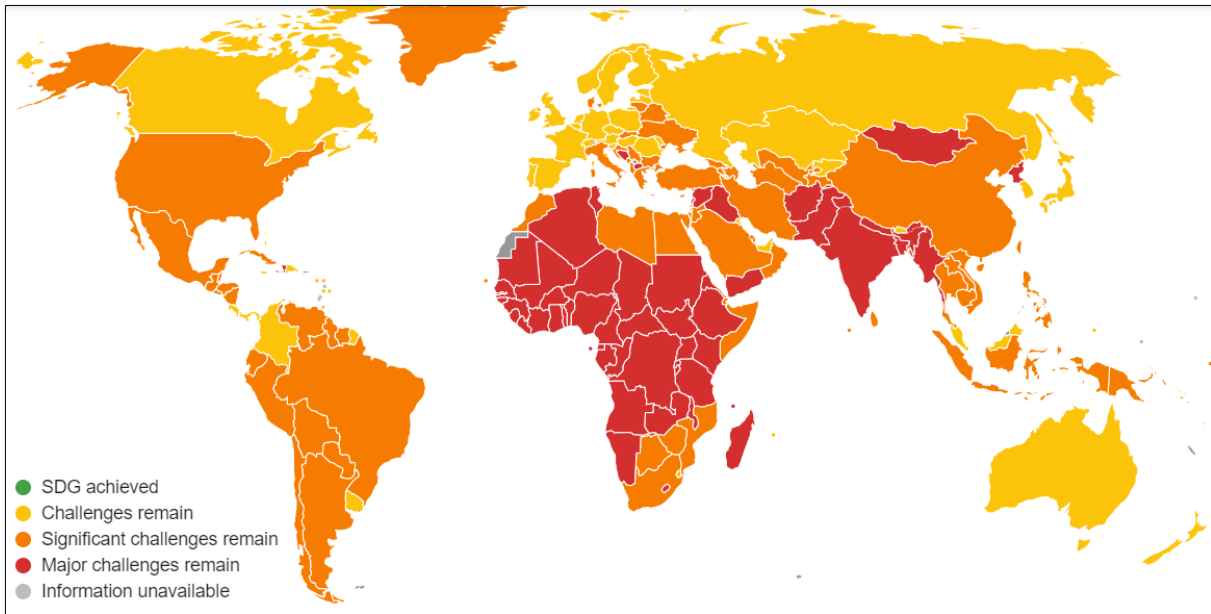 SDG achieved
Challenges remain
Significant challenges remain
Major challenges remain
Information unavailable